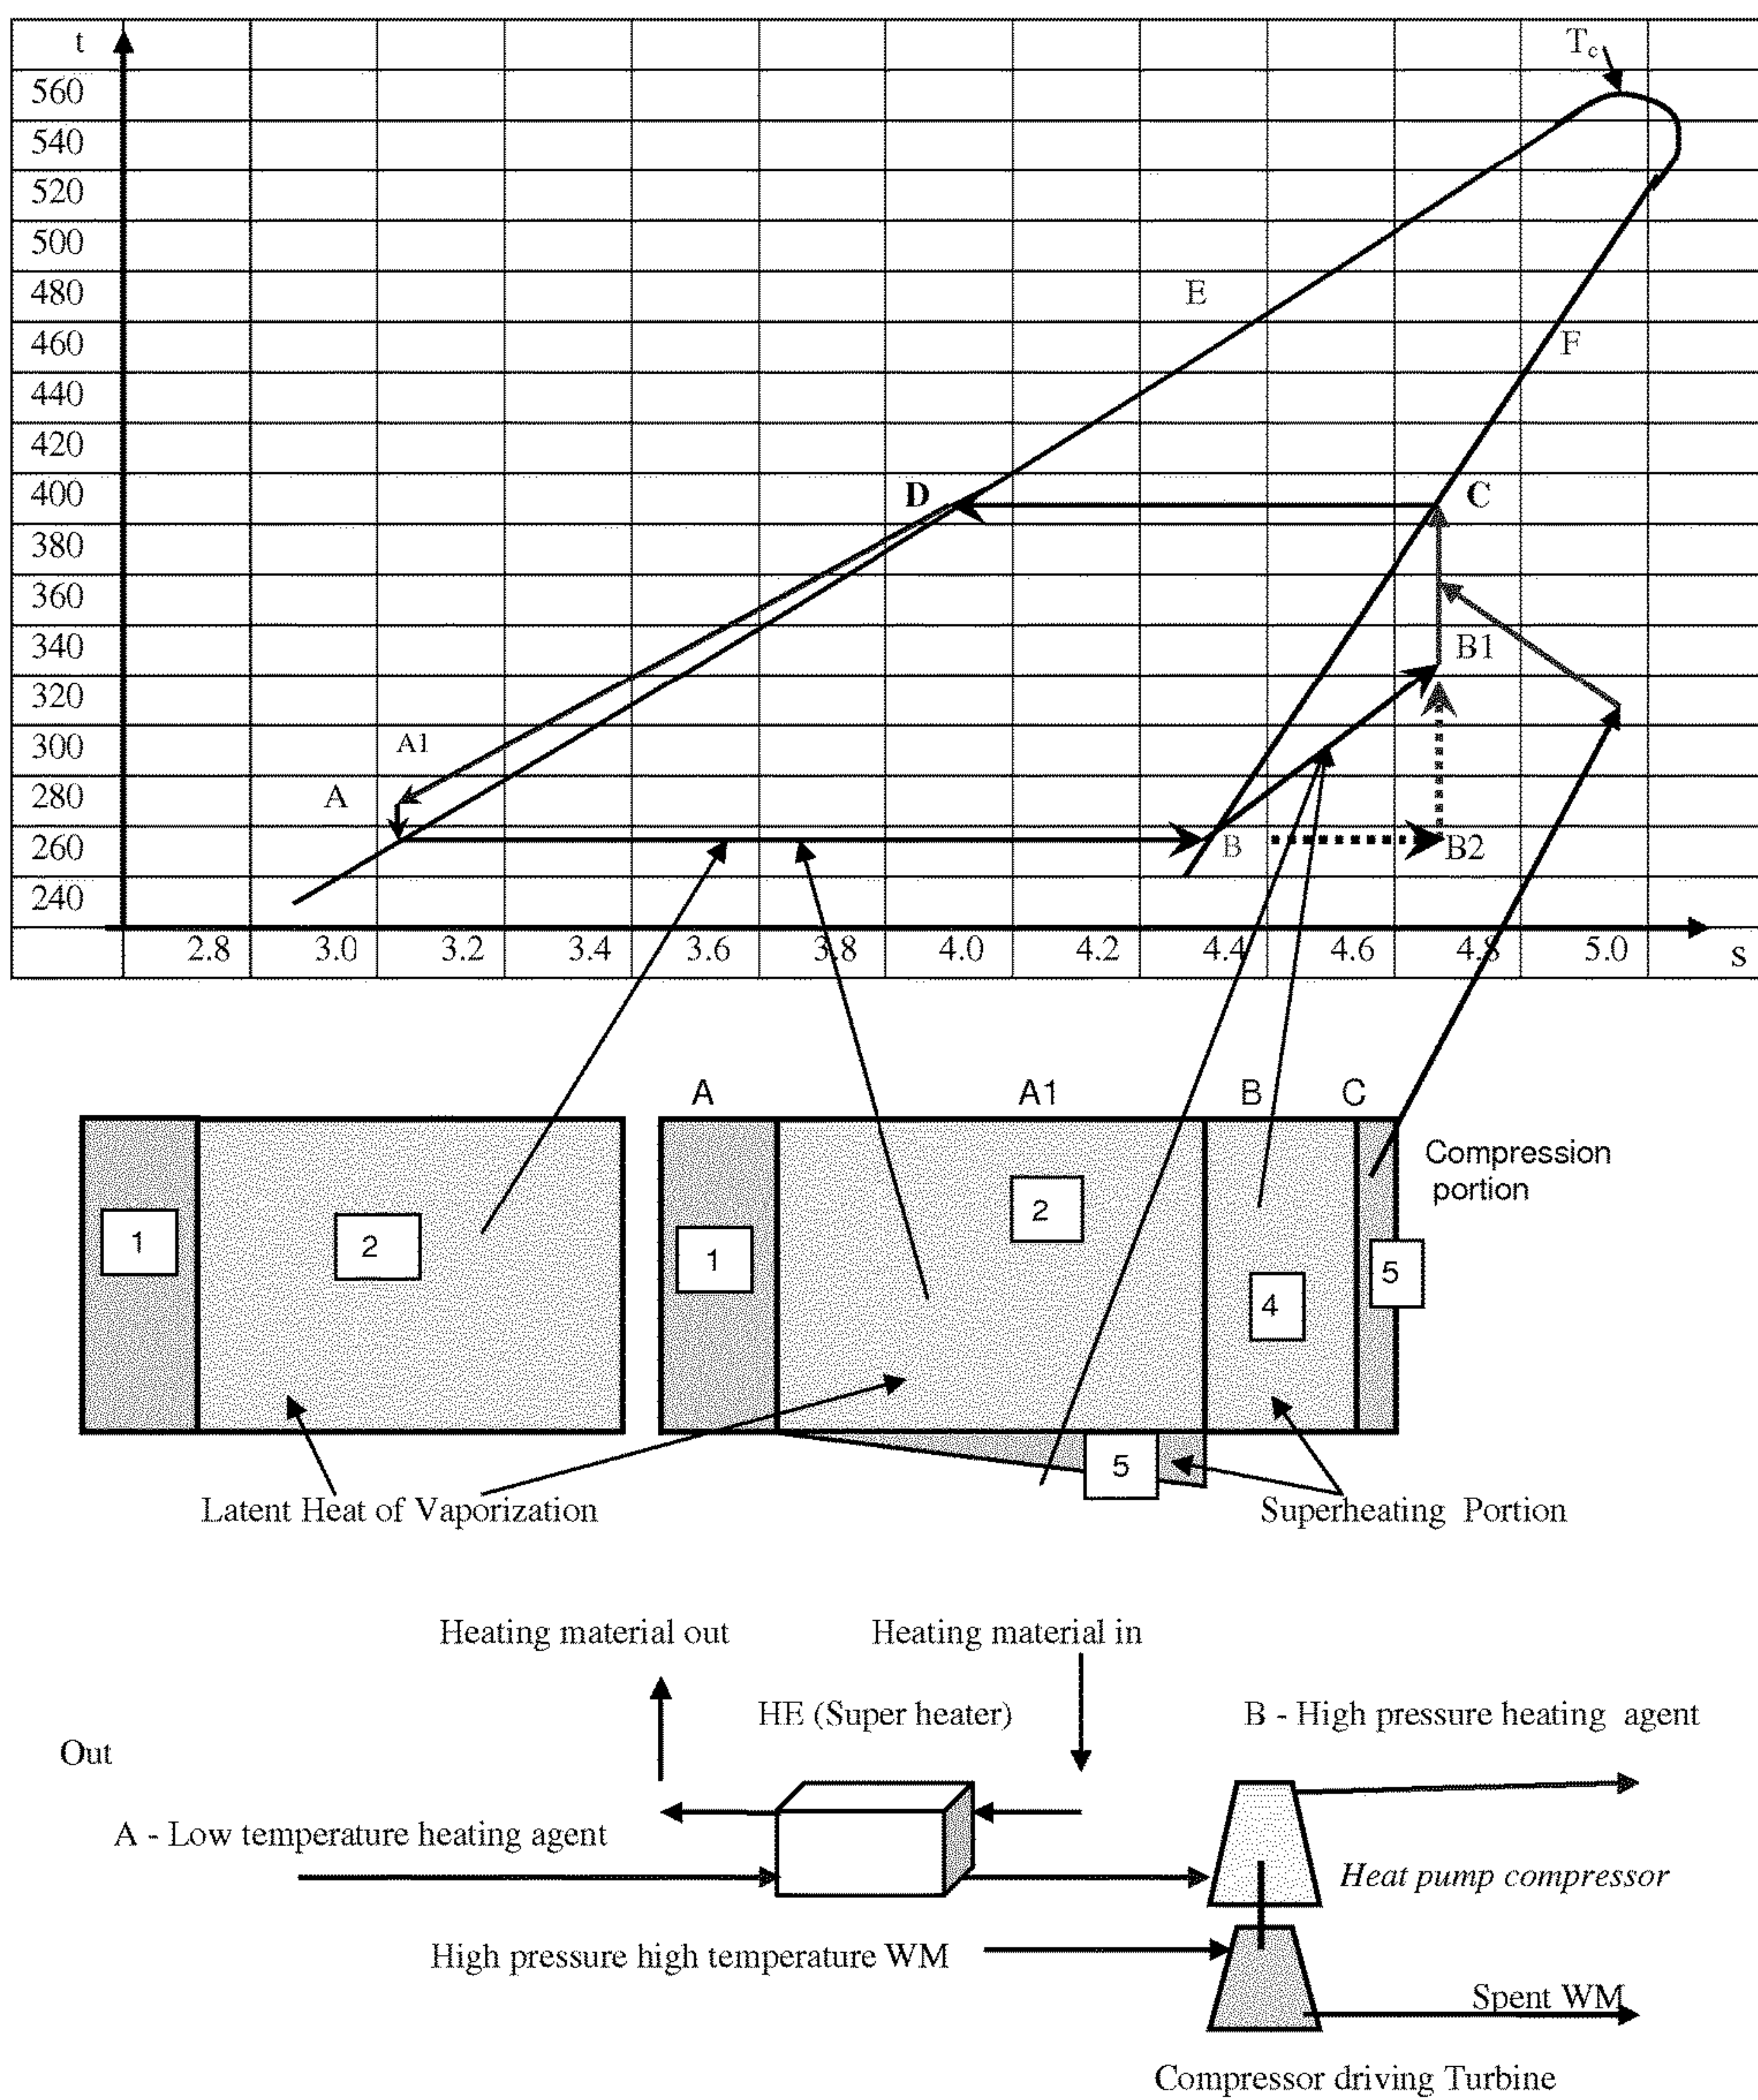 t
T_c
560
540
520
500
480
E
460
F
440
420
400
D
C
380
360
340
B1
320
300
A1
280
A
260
B
B2
240
2.8 3.0 3.2 3.4 3.6 3.8 4.0 4.2 4.4 4.6 4.8 5.0 s
A A1 B C
Compression
portion
1
2
1
2
4
5
5
Latent Heat of Vaporization
Superheating Portion
Heating material out
Heating material in
HE (Super heater)
B - High pressure heating agent
Out
A - Low temperature heating agent
Heat pump compressor
High pressure high temperature WM
Spent WM
Compressor driving Turbine